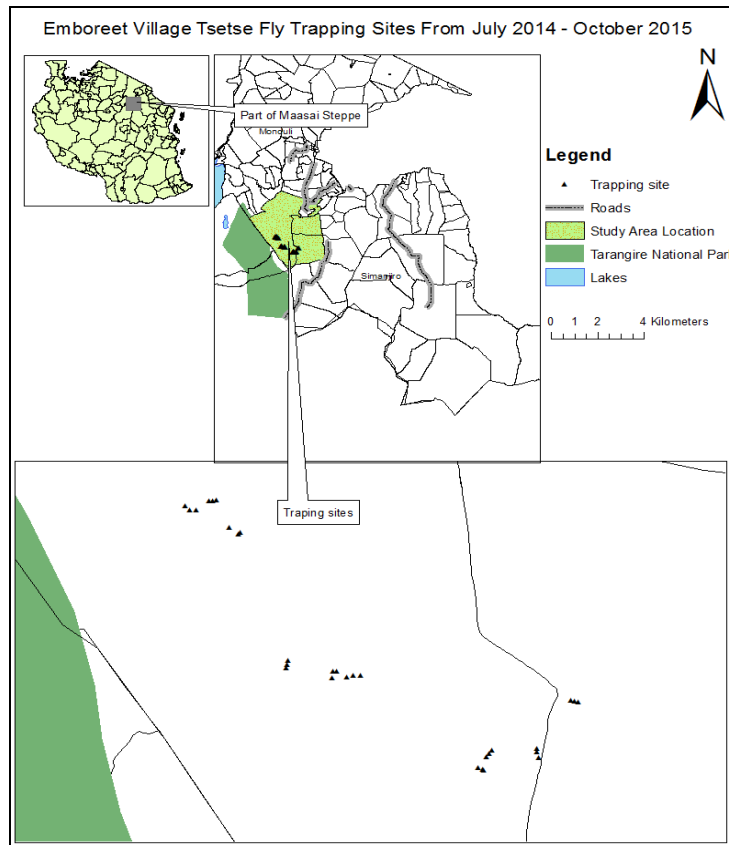 Emboreet Village Tsetse Fly Trapping Sites From July 2014 - October 2015
N
Part of Maasai Steppe
Monduli
Legend
Trapping site
Roads
Study Area Location
Tarangire National Park
Lakes
Simanjiro
0 1 2 4 Kilometers
Traping sites